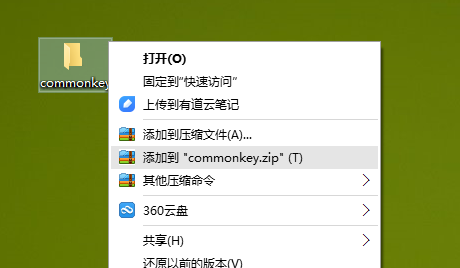 commonkey
打开(O)
固定到"快速访问"
上传到有道云笔记
添加到压缩文件(A)...
添加到 "commonkey.zip" (T)
其他压缩命令
360云盘
共享(H)
还原以前的版本(V)